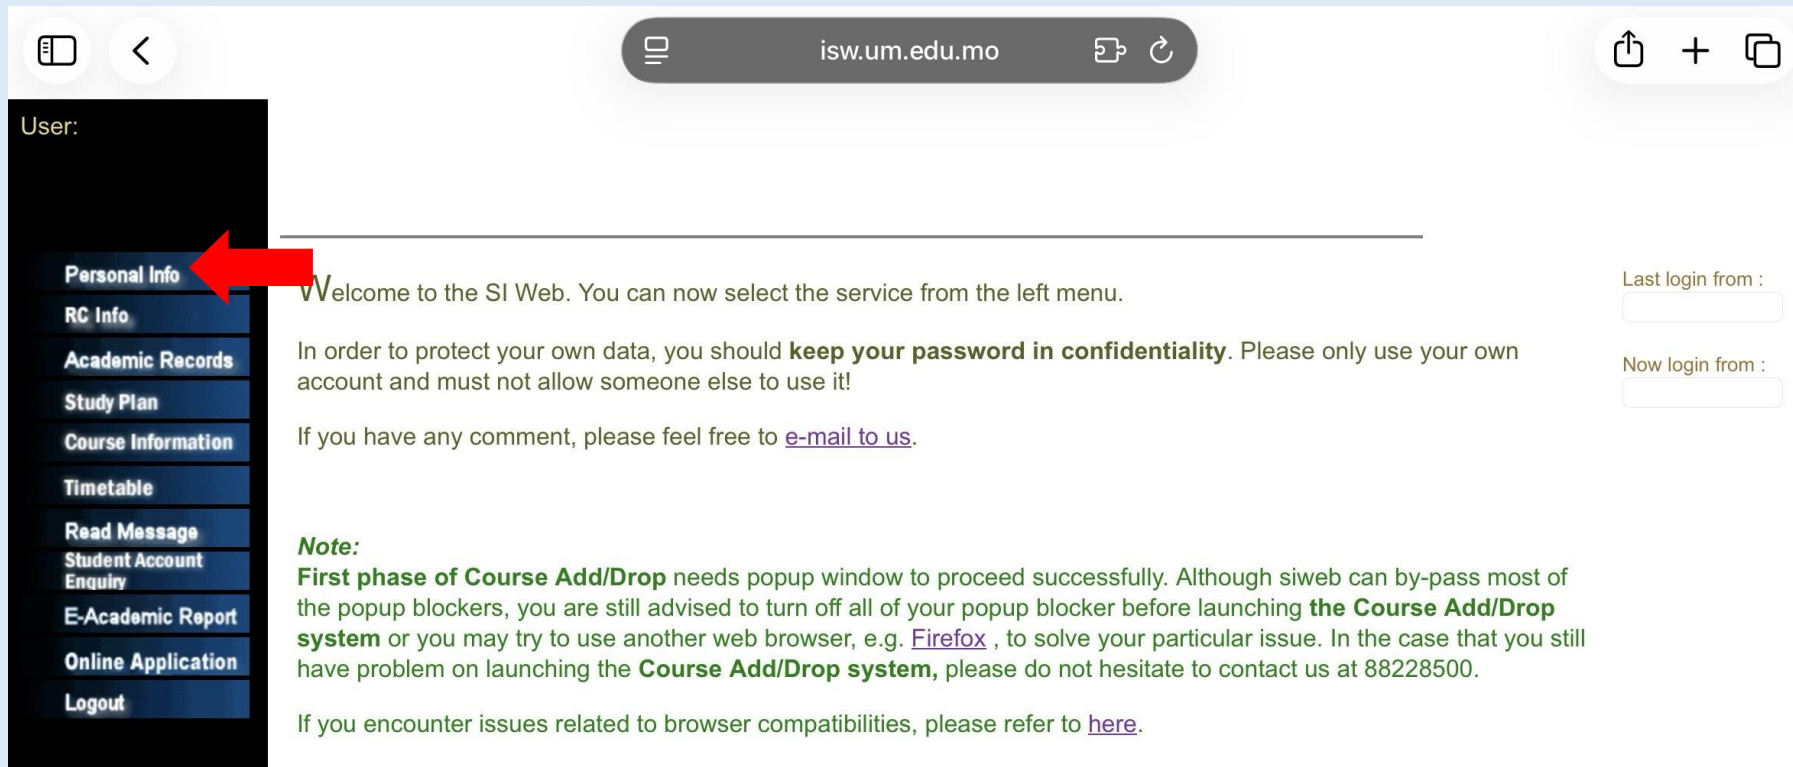 isw.um.edu.mo
User:
Personal Info
RC Info
Academic Records
Study Plan
Course Information
Timetable
Read Message
Student Account
Enquiry
E-Academic Report
Online Application
Logout
Welcome to the SI Web. You can now select the service from the left menu.
In order to protect your own data, you should keep your password in confidentiality. Please only use your own
account and must not allow someone else to use it!
If you have any comment, please feel free to e-mail to us.
Note:
First phase of Course Add/Drop needs popup window to proceed successfully. Although siweb can by-pass most of
the popup blockers, you are still advised to turn off all of your popup blocker before launching the Course Add/Drop
system or you may try to use another web browser, e.g. Firefox , to solve your particular issue. In the case that you still
have problem on launching the Course Add/Drop system, please do not hesitate to contact us at 88228500.
If you encounter issues related to browser compatibilities, please refer to here.
Last login from :
Now login from :